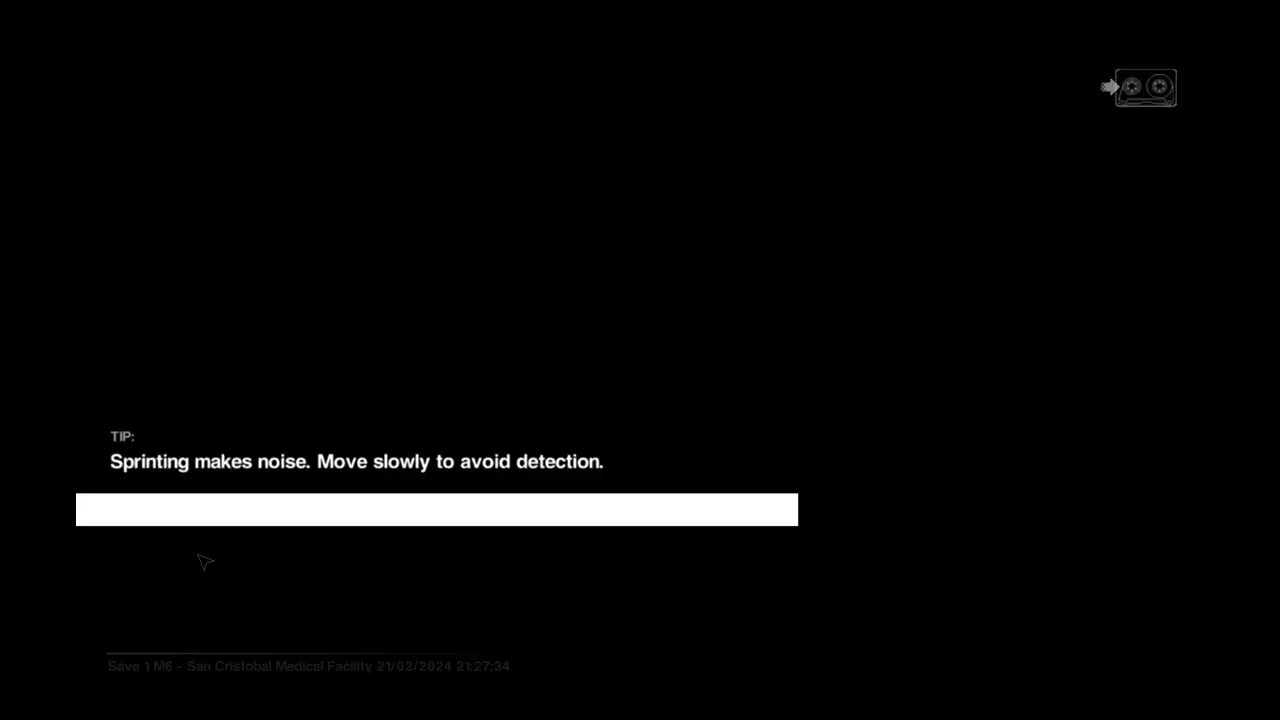 TIP:
Sprinting makes noise. Move slowly to avoid detection.
Save 1 M6 - San Cristobal Medical Facility 21/02/2024 21:27:34